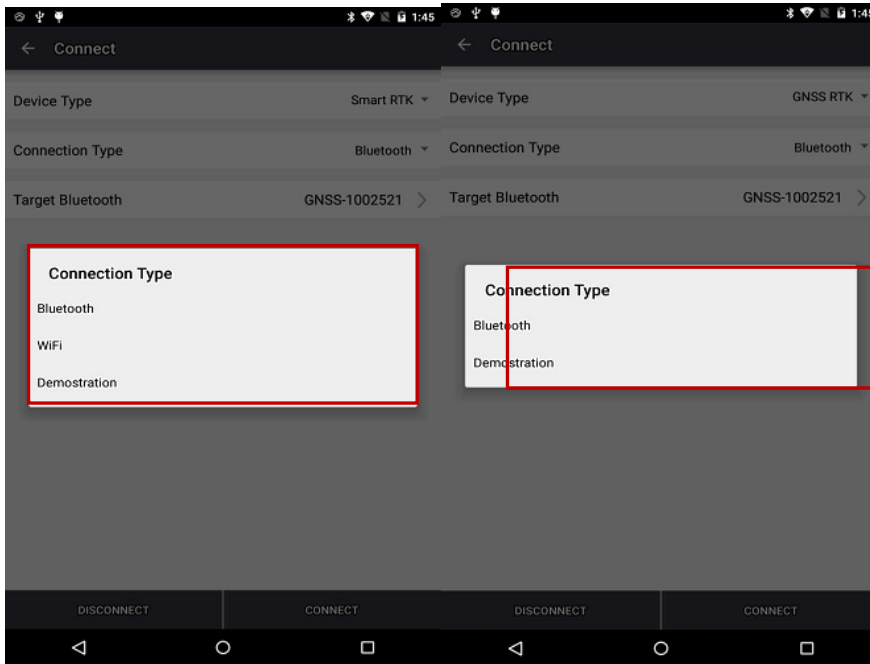 1:45
Connect
Device Type Smart RTK
Connection Type Bluetooth
Target Bluetooth GNSS-1002521
Connection Type
Bluetooth
WiFi
Demostration
DISCONNECT CONNECT
1:45
Connect
Device Type GNSS RTK
Connection Type Bluetooth
Target Bluetooth GNSS-1002521
Connection Type
Bluetooth
Demostration
DISCONNECT CONNECT